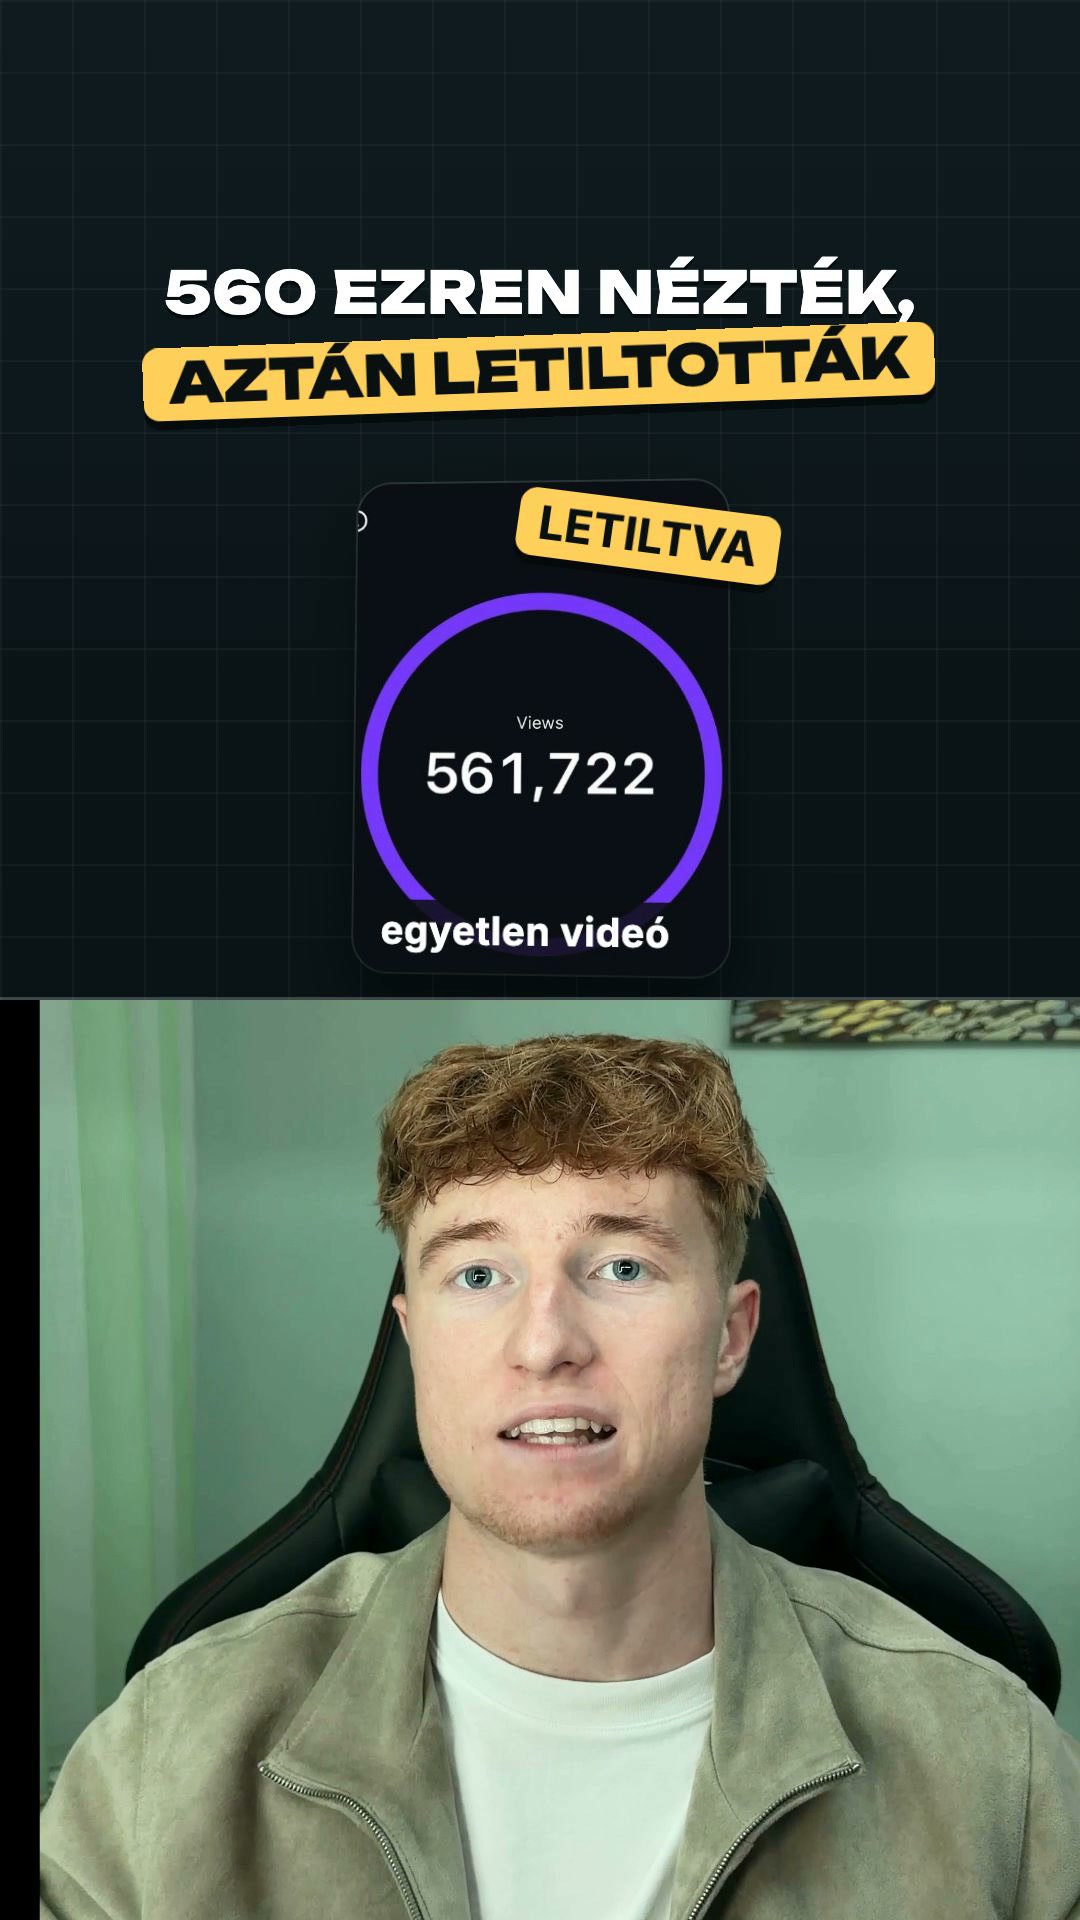 560 EZREN NÉZTÉK,
AZTÁN LETILTOTTÁK
LETILTVA
Views
561,722
egyetlen videó